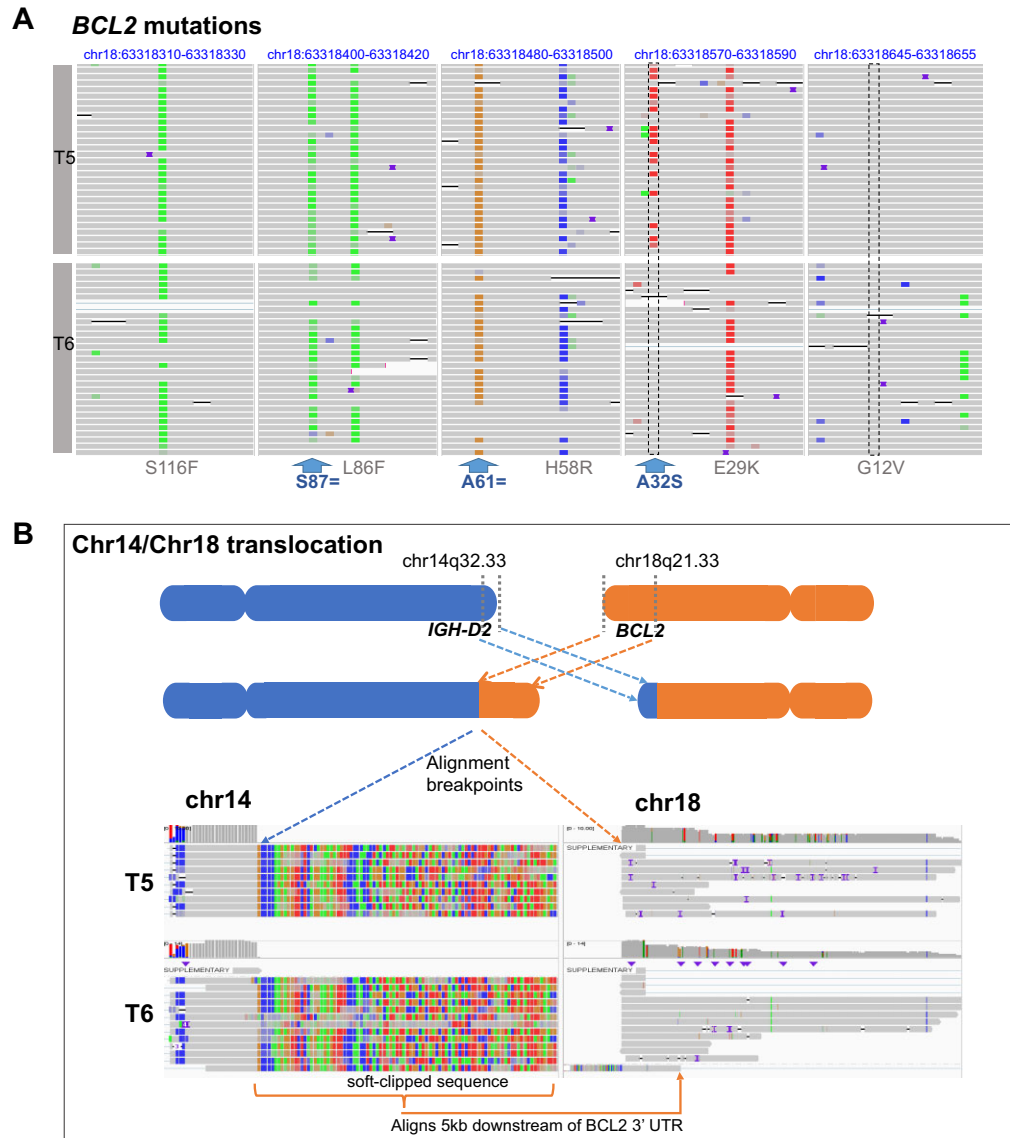 A
BCL2 mutations
chr18:63318310-63318330 chr18:63318400-63318420 chr18:63318480-63318500 chr18:63318570-63318590 chr18:63318645-63318655
T5
T6
S116F L86F H58R E29K G12V
S87= A61= A32S
B
Chr14/Chr18 translocation
chr14q32.33 chr18q21.33
IGH-D2 BCL2
Alignment
breakpoints
chr14 chr18
SUPPLEMENTARY
T5
SUPPLEMENTARY SUPPLEMENTARY
T6
soft-clipped sequence
Aligns 5kb downstream of BCL2 3' UTR